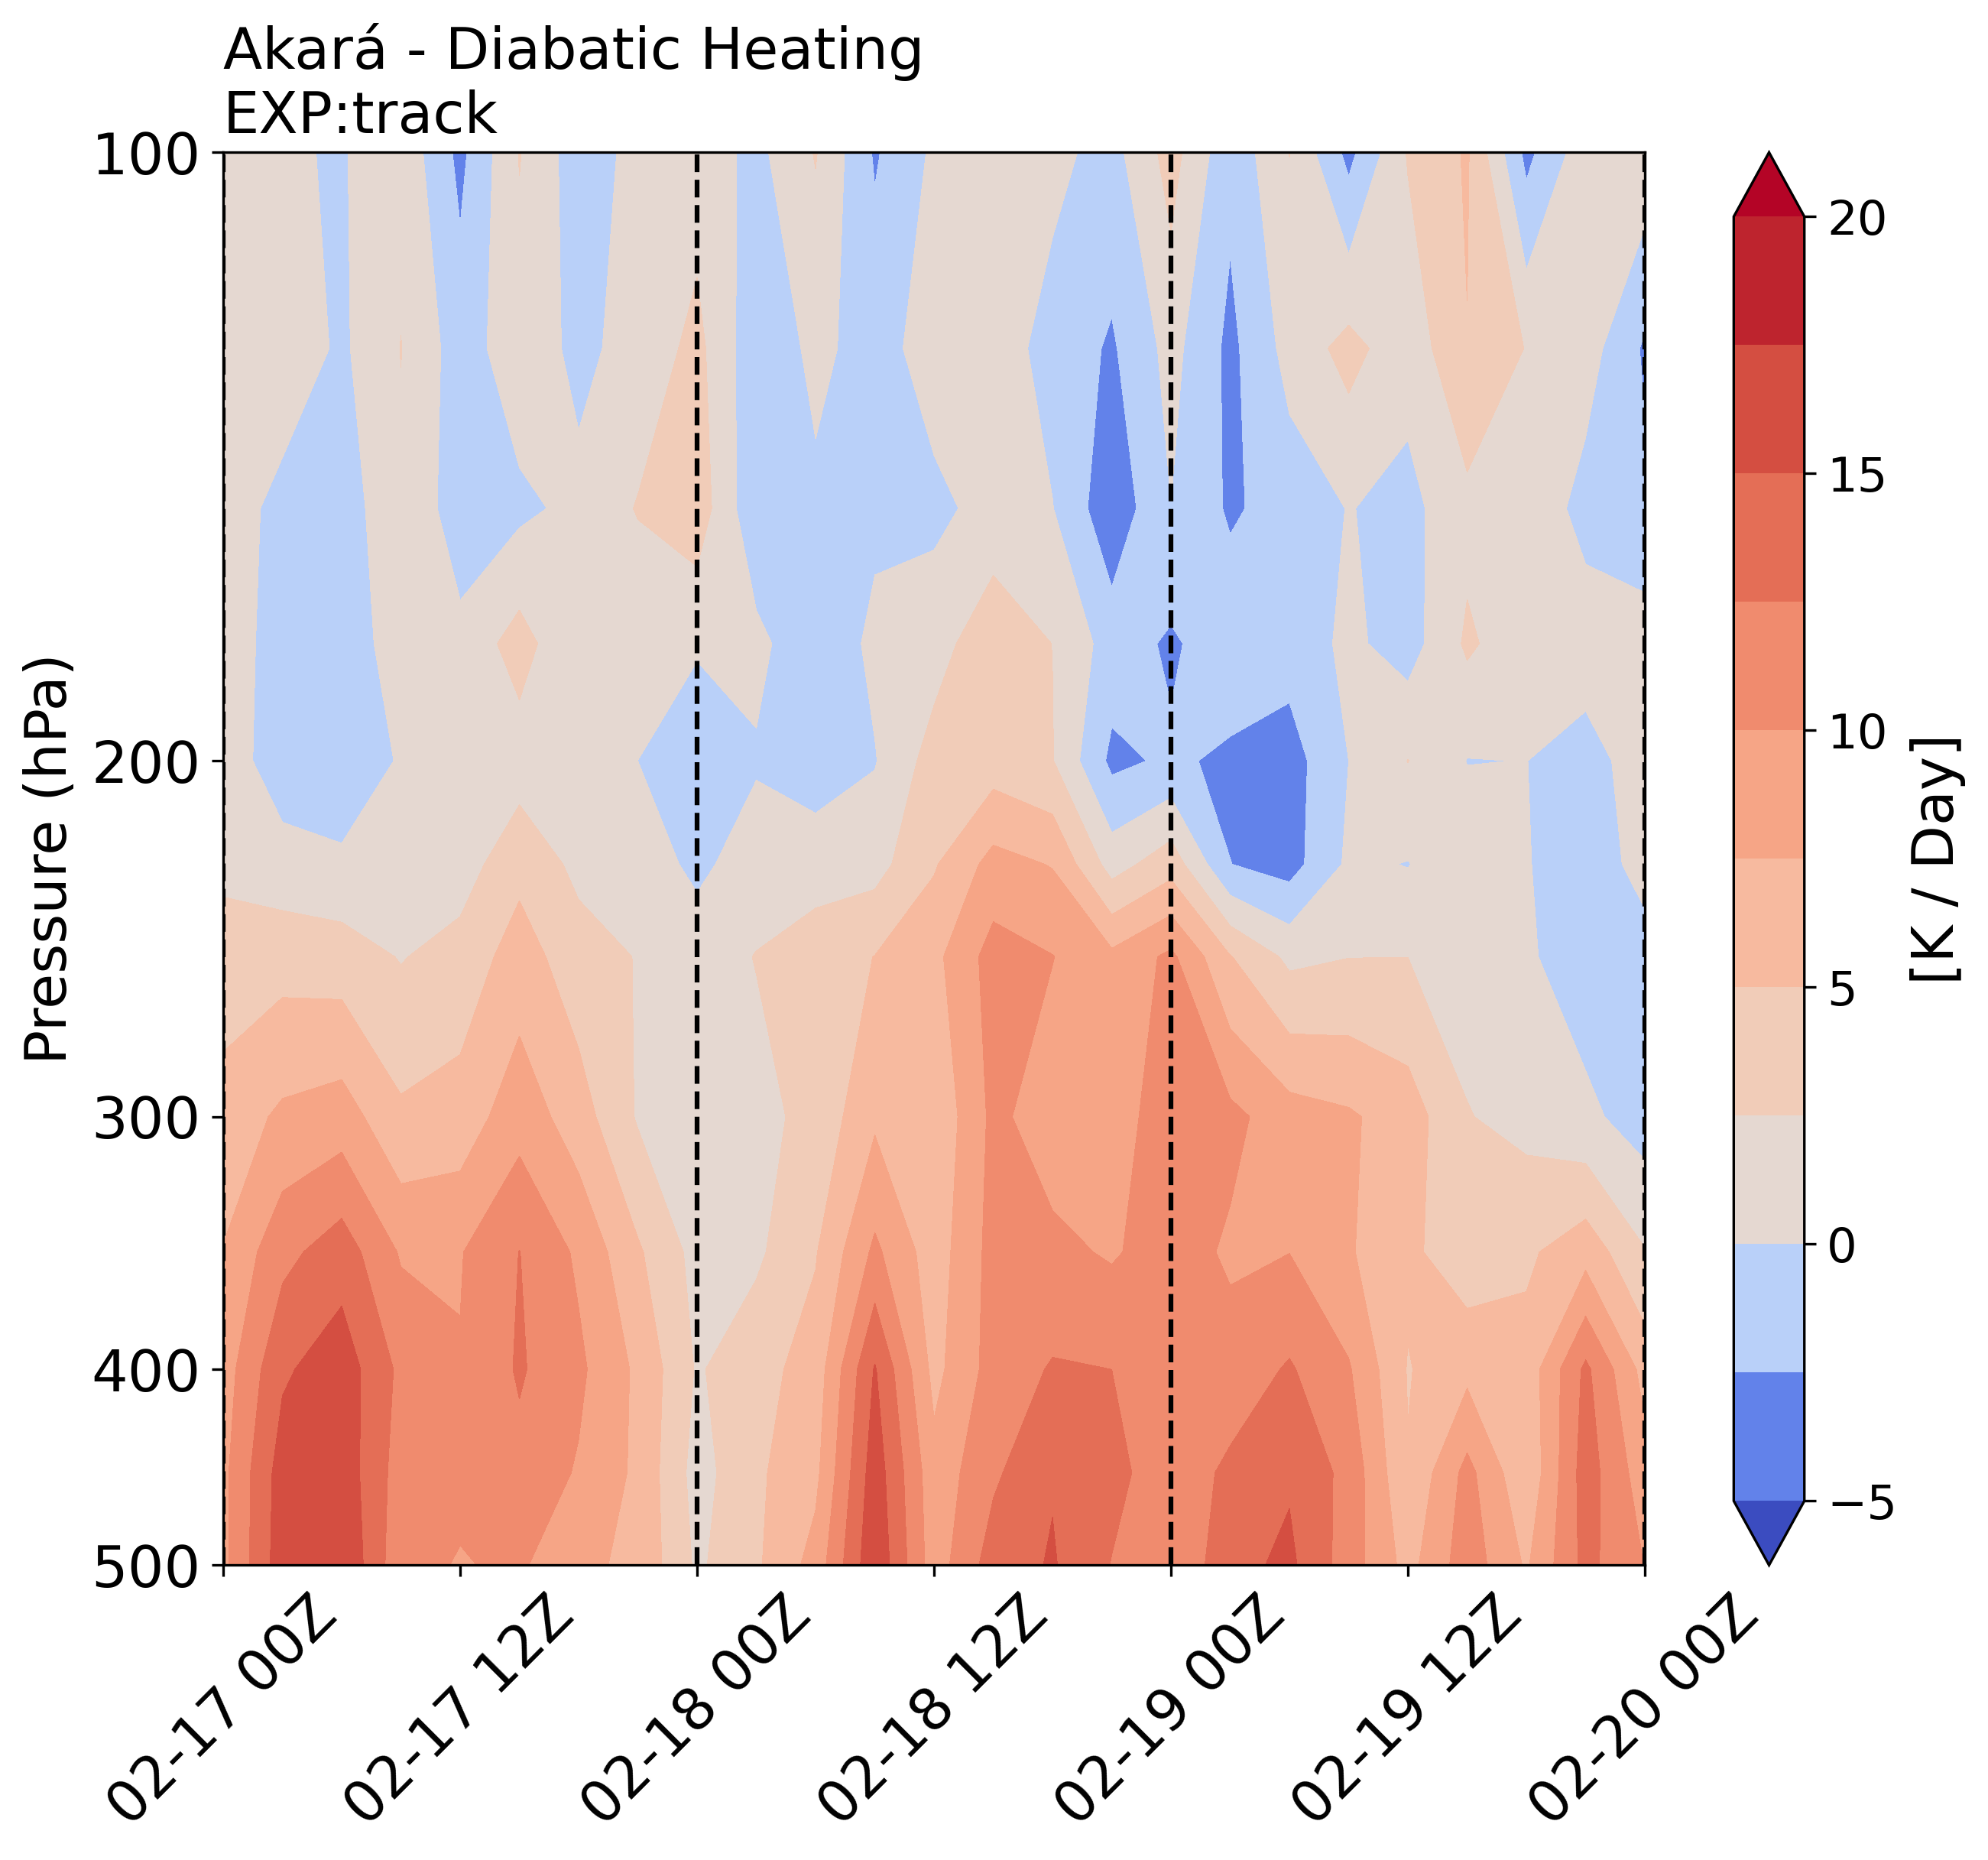 Akará - Diabatic Heating
EXP:track
Pressure (hPa)
100
200
300
400
500
02-17 00Z
02-17 12Z
02-18 00Z
02-18 12Z
02-19 00Z
02-19 12Z
02-20 00Z
20
15
10
5
0
−5
[K / Day]